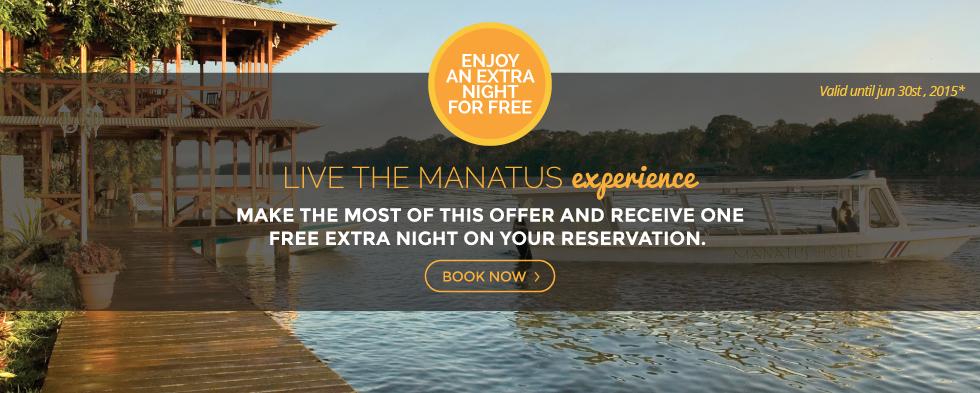 ENJOY
AN EXTRA
NIGHT
FOR FREE
Valid until jun 30st , 2015*
LIVE THE MANATUS experience
MAKE THE MOST OF THIS OFFER AND RECEIVE ONE
FREE EXTRA NIGHT ON YOUR RESERVATION.
MANATUS HOTEL
BOOK NOW >